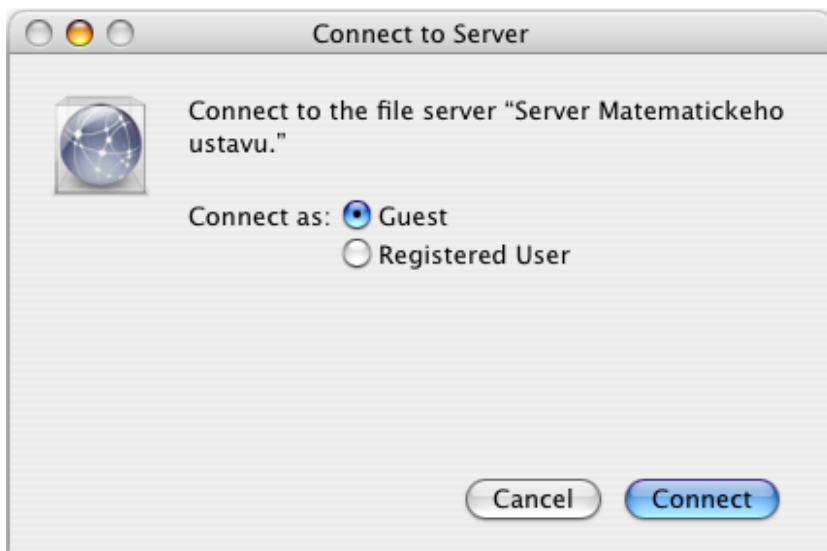 Connect to Server
Connect to the file server “Server Matematickeho
ustavu.”
Connect as: Guest
Registered User
Cancel Connect